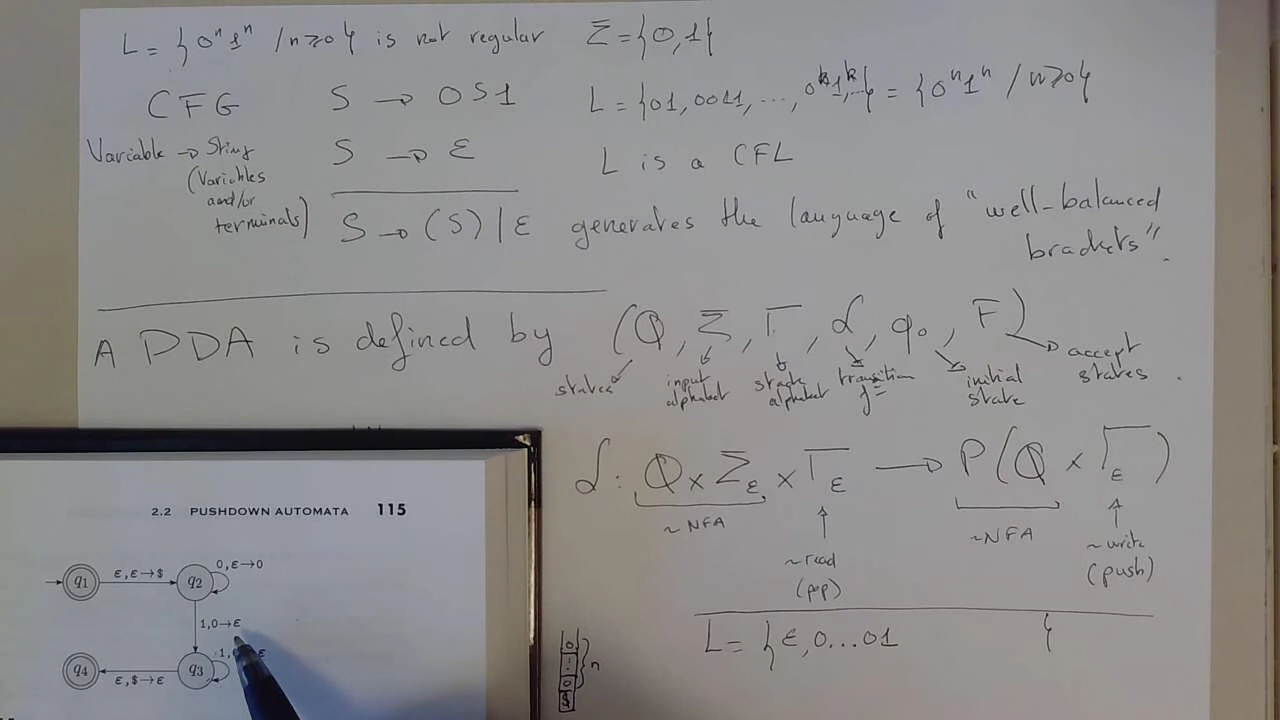 L = { 0ⁿ1ⁿ / n ≥ 0 } is not regular Σ = {0,1}
CFG S → 0S1 L = {01, 0011, ..., 0ᵏ1ᵏ, ..} = {0ⁿ1ⁿ / n ≥ 0}
Variable → String S → ε L is a CFL
(Variables
and/or
terminals)
S → (S) | ε generates the language of "well-balanced
brackets".
A PDA is defined by (Q, Σ, Γ, δ, q₀, F)
states input alphabet stack alphabet transition fⁿ initial state accept states .
δ: Q × Σε × Γε → P(Q × Γε)
~ NFA ~ read (pop) ~ NFA ~ write (push)
L = {ε, 0...01 }
0 ... 0 $ n
2.2 PUSHDOWN AUTOMATA 115
q1 ε,ε→$ q2 0,ε→0
1,0→ε
q4 ε,$→ε q3